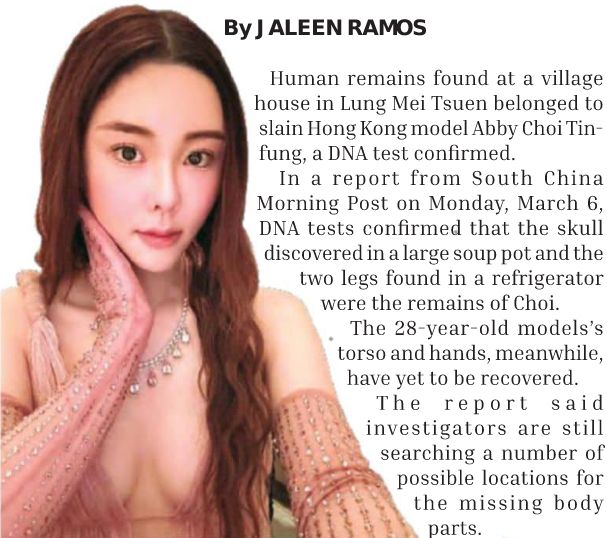 By JALEEN RAMOS
Human remains found at a village
house in Lung Mei Tsuen belonged to
slain Hong Kong model Abby Choi Tin-
fung, a DNA test confirmed.
In a report from South China
Morning Post on Monday, March 6,
DNA tests confirmed that the skull
discovered in a large soup pot and the
two legs found in a refrigerator
were the remains of Choi.
The 28-year-old models's
torso and hands, meanwhile,
have yet to be recovered.
The report said
investigators are still
searching a number of
possible locations for
the missing body
parts.